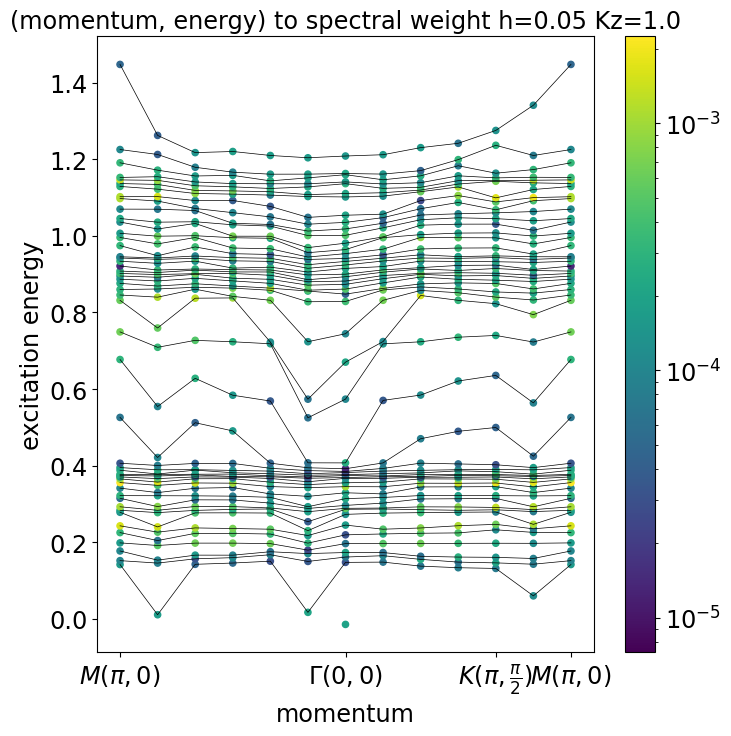 (momentum, energy) to spectral weight h=0.05 Kz=1.0
1.4
1.2
1.0
0.8
0.6
0.4
0.2
0.0
excitation energy
M(π, 0)
Γ(0, 0)
K(π, π/2)
M(π, 0)
momentum
10⁻³
10⁻⁴
10⁻⁵